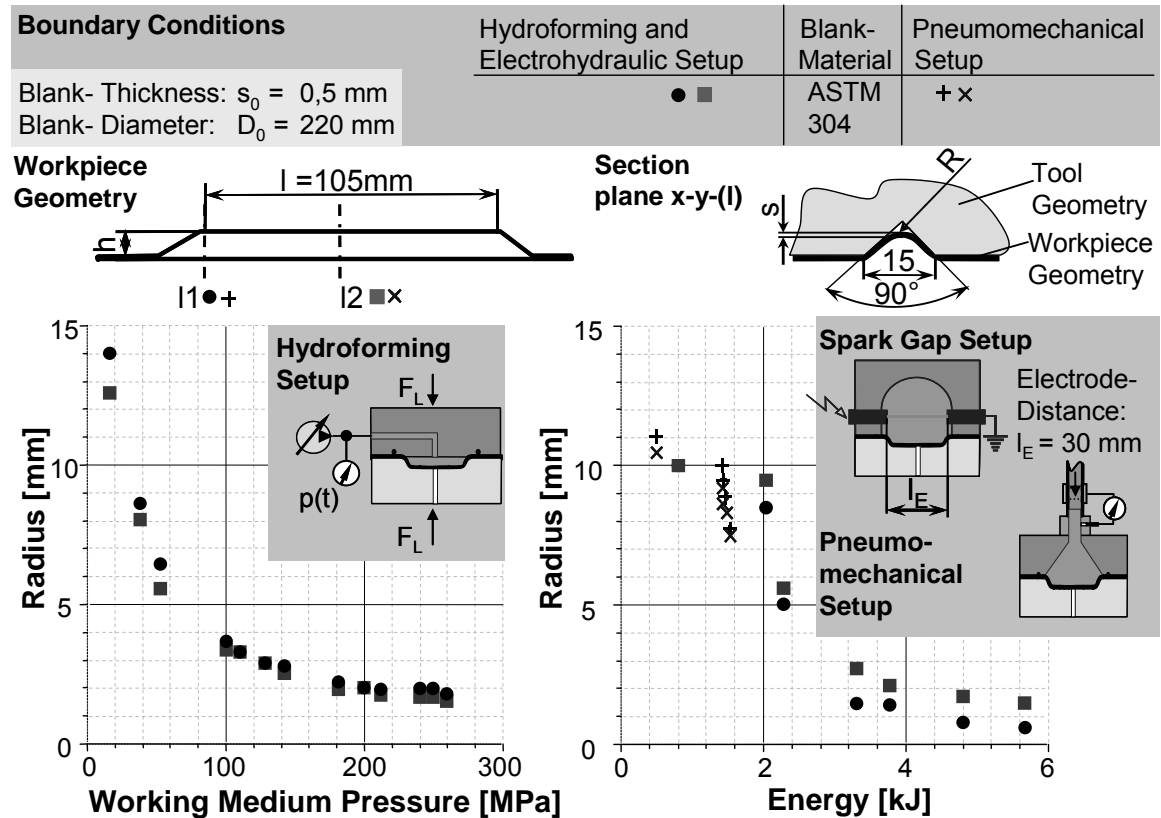 Boundary Conditions
Blank- Thickness: s0 = 0,5 mm
Blank- Diameter: D0 = 220 mm
Hydroforming and
Electrohydraulic Setup
Blank-
Material
Pneumomechanical
Setup
ASTM
304
Workpiece
Geometry
l =105mm
h
l1
l2
Section
plane x-y-(l)
R
s
15
90°
Tool
Geometry
Workpiece
Geometry
Radius [mm]
15
10
5
0
0
100
200
300
Working Medium Pressure [MPa]
Hydroforming
Setup
FL
p(t)
FL
Radius [mm]
15
10
5
0
0
2
4
6
Energy [kJ]
Spark Gap Setup
Electrode-
Distance:
lE = 30 mm
lE
Pneumo-
mechanical
Setup